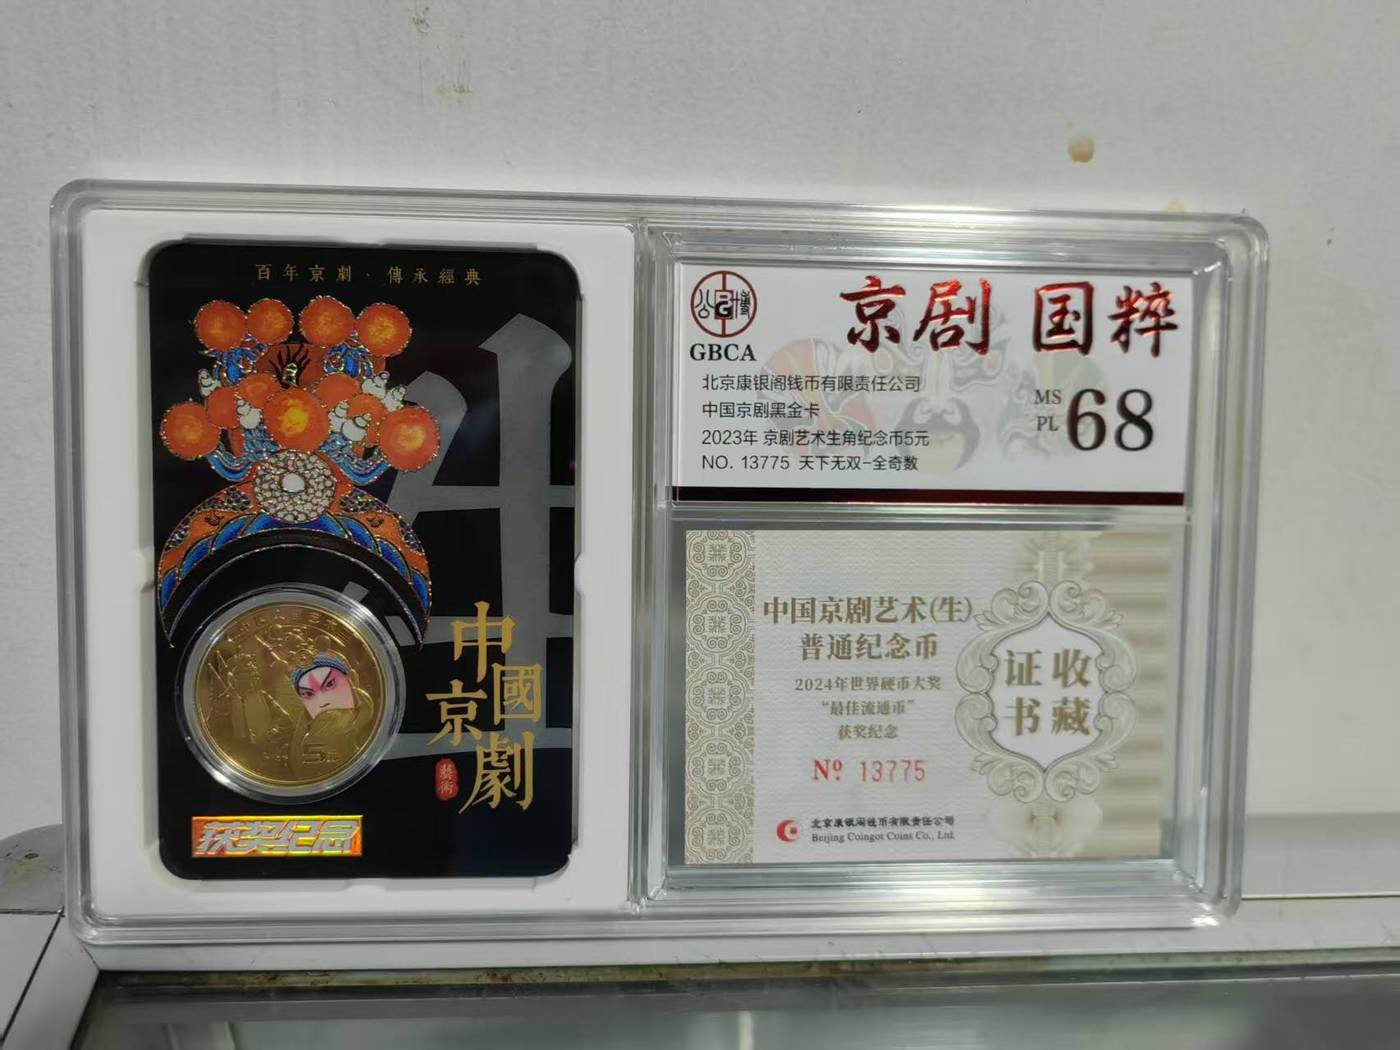 百年京劇·傳承經典
生
5元
中國
京劇
藝術
获奖纪念
公博
G
GBCA
京剧 国粹
北京康银阁钱币有限责任公司
中国京剧黑金卡
2023年 京剧艺术生角纪念币5元
NO. 13775 天下无双-全奇数
MS
PL
68
中国京剧艺术(生)
普通纪念币
2024年世界硬币大奖
“最佳流通币”
获奖纪念
Nº 13775
北京康银阁钱币有限责任公司
Beijing Coingot Coins Co., Ltd
收藏
证书